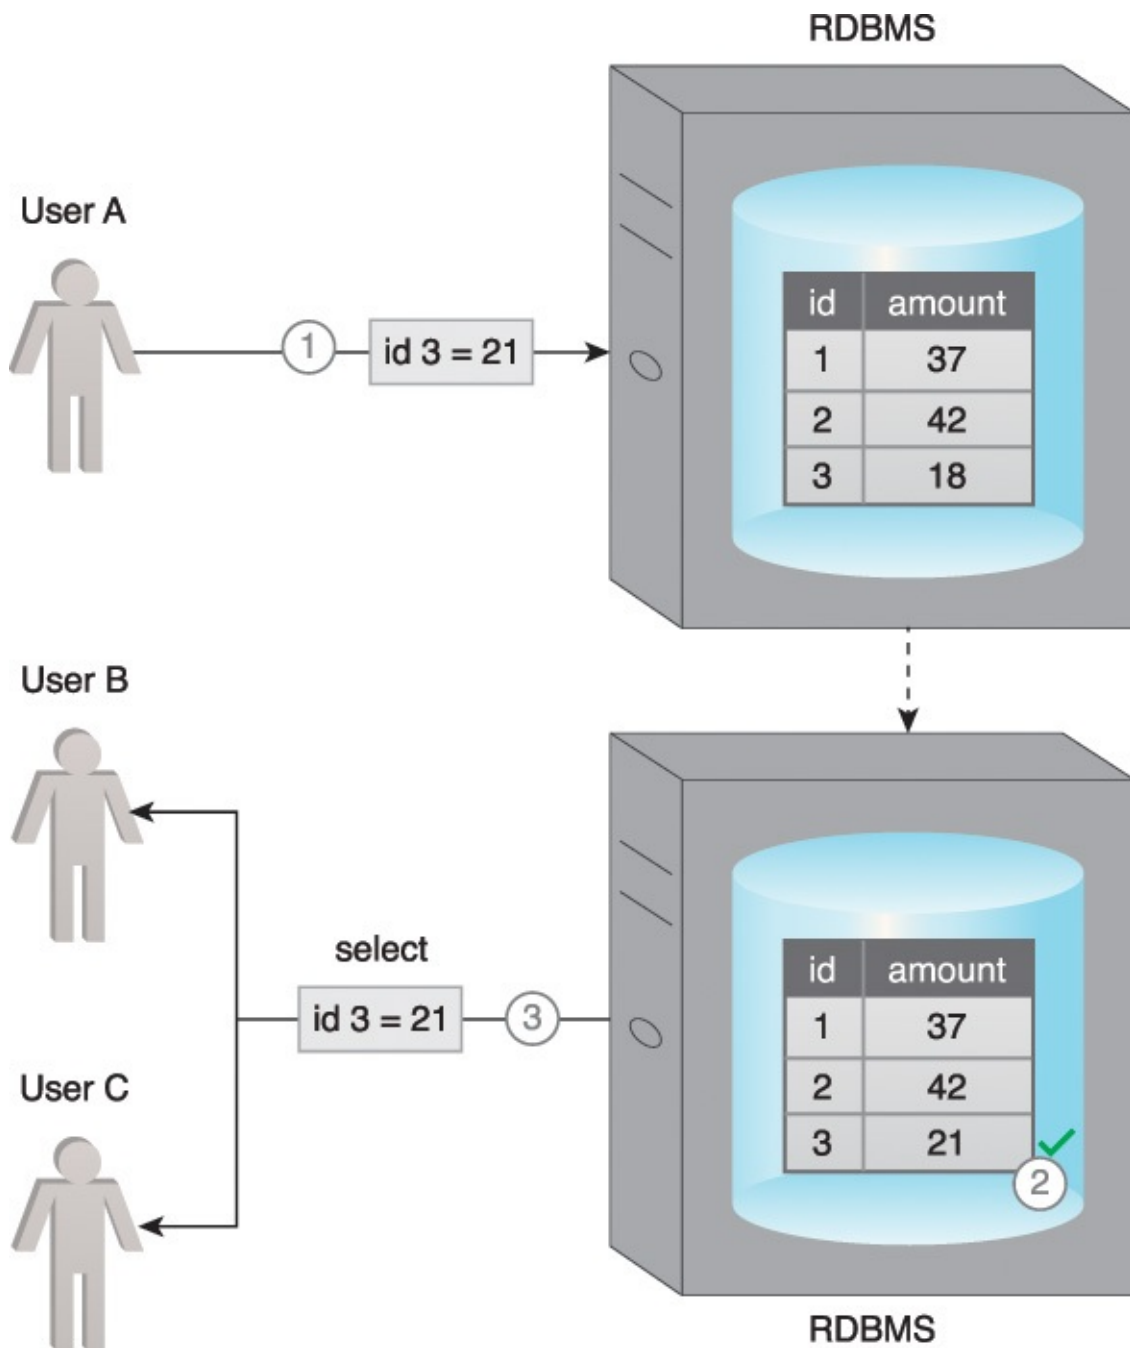 RDBMS
User A
1
id 3 = 21
id amount
1 37
2 42
3 18
User B
select
id 3 = 21
3
User C
id amount
1 37
2 42
3 21
2
RDBMS